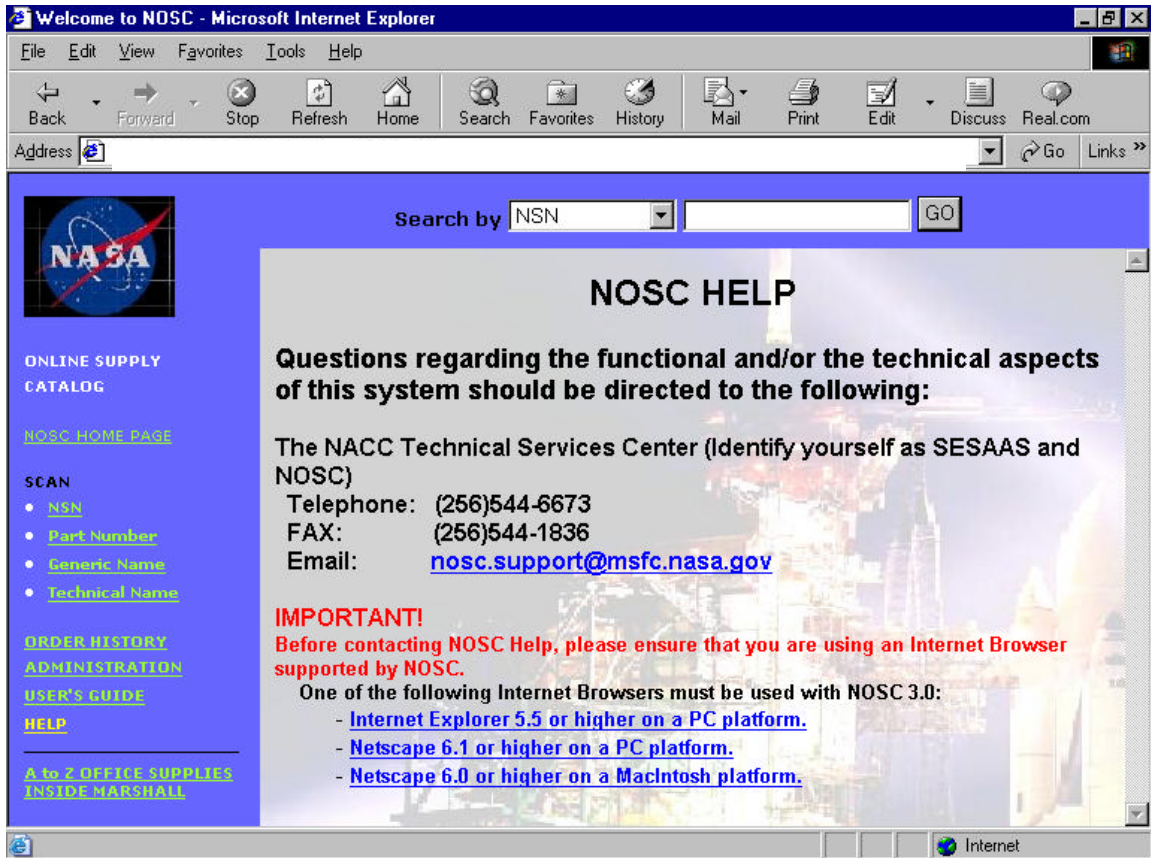 Welcome to NOSC - Microsoft Internet Explorer
File Edit View Favorites Tools Help
Back Forward Stop Refresh Home Search Favorites History Mail Print Edit Discuss Real.com
Address Go Links »
NASA
Search by NSN GO
ONLINE SUPPLY
CATALOG
NOSC HOME PAGE
SCAN
• NSN
• Part Number
• Generic Name
• Technical Name
ORDER HISTORY
ADMINISTRATION
USER'S GUIDE
HELP
A to Z OFFICE SUPPLIES
INSIDE MARSHALL
NOSC HELP
Questions regarding the functional and/or the technical aspects
of this system should be directed to the following:
The NACC Technical Services Center (Identify yourself as SESAAS and
NOSC)
Telephone: (256)544-6673
FAX: (256)544-1836
Email: nosc.support@msfc.nasa.gov
IMPORTANT!
Before contacting NOSC Help, please ensure that you are using an Internet Browser
supported by NOSC.
One of the following Internet Browsers must be used with NOSC 3.0:
- Internet Explorer 5.5 or higher on a PC platform.
- Netscape 6.1 or higher on a PC platform.
- Netscape 6.0 or higher on a MacIntosh platform.
Internet